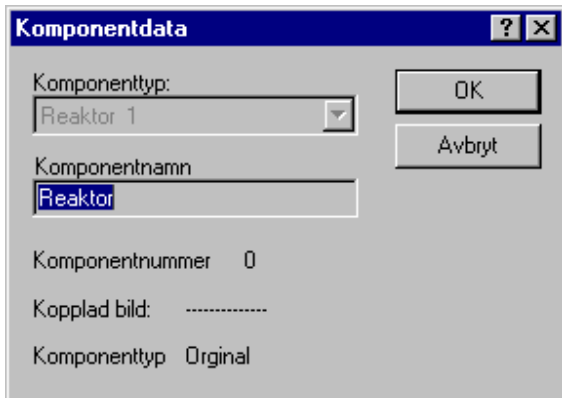 Komponentdata
Komponenttyp:
OK
Reaktor 1
Avbryt
Komponentnamn
Reaktor
Komponentnummer 0
Kopplad bild: -------------
Komponenttyp Orginal